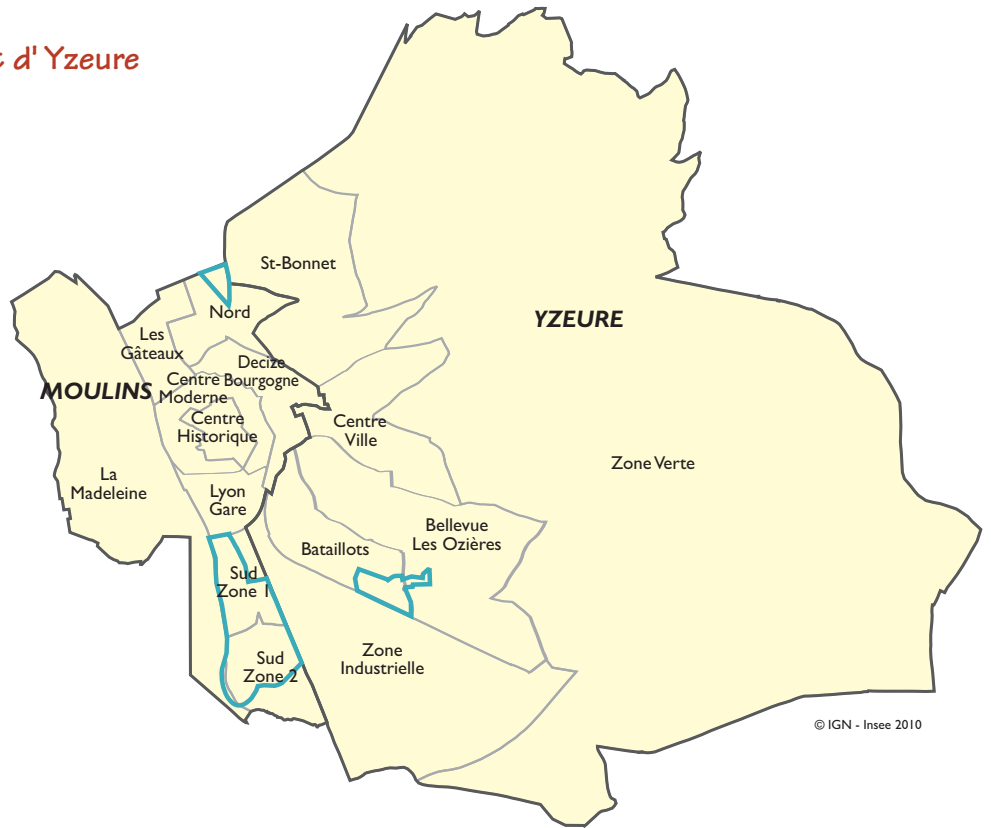 d'Yzeure
St-Bonnet
Nord
YZEURE
Les
Gâteaux
Decize
Bourgogne
MOULINS
Centre
Moderne
Centre
Historique
Centre
Ville
Zone Verte
La
Madeleine
Lyon
Gare
Bellevue
Les Ozières
Bataillots
Sud
Zone 1
Zone
Industrielle
Sud
Zone 2
© IGN - Insee 2010